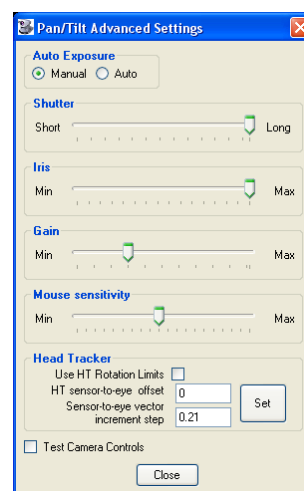 Pan/Tilt Advanced Settings
Auto Exposure
Manual Auto
Shutter
Short Long
Iris
Min Max
Gain
Min Max
Mouse sensitivity
Min Max
Head Tracker
Use HT Rotation Limits
HT sensor-to-eye offset 0
Sensor-to-eye vector
increment step 0.21
Set
Test Camera Controls
Close